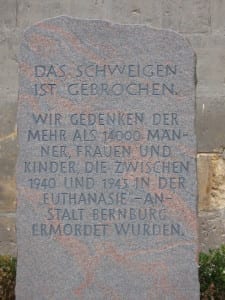 DAS SCHWEIGEN
IST GEBROCHEN.
WIR GEDENKEN DER
MEHR ALS 14000 MÄN-
NER, FRAUEN UND
KINDER, DIE ZWISCHEN
1940 UND 1943 IN DER
EUTHANASIE-AN-
STALT BERNBURG
ERMORDET WURDEN.